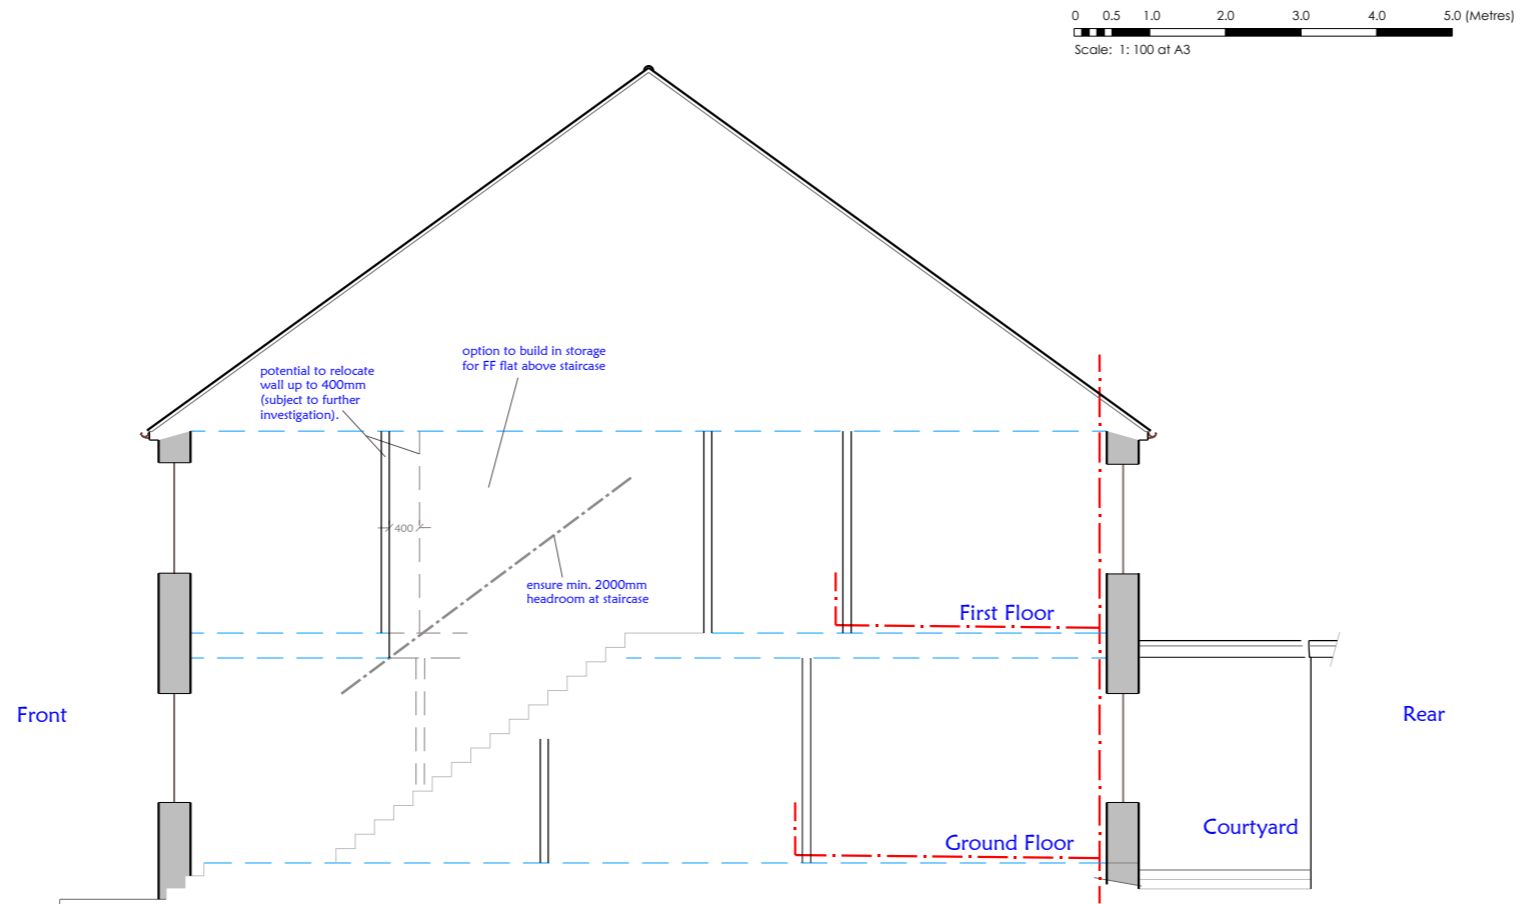 0 0.5 1.0 2.0 3.0 4.0 5.0 (Metres)
Scale: 1: 100 at A3
option to build in storage
for FF flat above staircase
potential to relocate
wall up to 400mm
(subject to further
investigation).
400
ensure min. 2000mm
headroom at staircase
First Floor
Front
Rear
Courtyard
Ground Floor